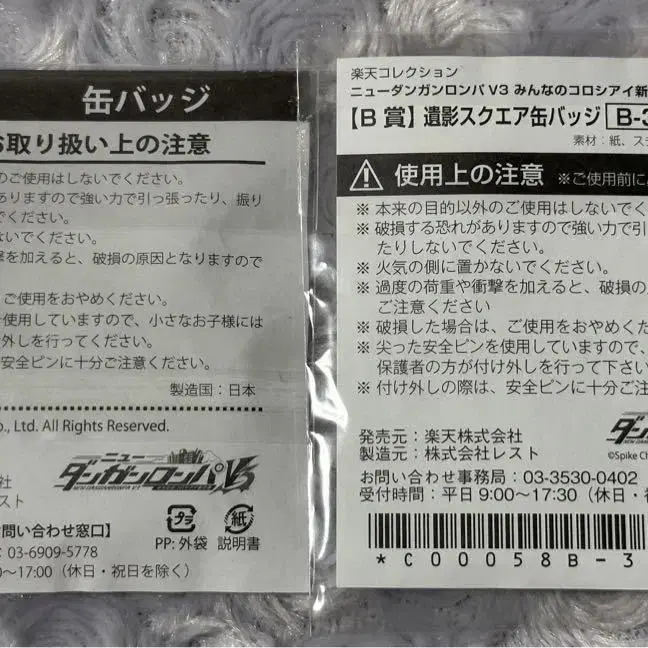 缶バッジ
お取り扱い上の注意
のご使用はしないでください。
ありますので強い力で引っ張ったり、振り
でください。
ないでください。
撃を加えると、破損の原因となりますので
ご使用をおやめください。
使用していますので、小さなお子様には
外しを行ってください。
安全ピンに十分ご注意ください。
製造国：日本
o., Ltd. All Rights Reserved.
ニュー
ダンガンロンパV3
会社
レスト
プラ
紙
PP: 外袋
説明書
問い合わせ窓口】
: 03-6909-5778
0～17:00（休日・祝日を除く）
楽天コレクション
ニューダンガンロンパ V3 みんなのコロシアイ新
【B 賞】遺影スクエア缶バッジ B-3
素材：紙、ス
使用上の注意 ※ご使用前に
※ 本来の目的以外のご使用はしないでく
※ 破損する恐れがありますので強い力で引
たりしないでください。
※ 火気の側に置かないでください。
※ 過度の荷重や衝撃を加えると、破損の
ご注意ください
※ 破損した場合は、ご使用をおやめくだ
※ 尖った安全ピンを使用していますので、
保護者の方が付け外しを行って下さい
※ 付け外しの際は、安全ピンに十分ご注
発売元：楽天株式会社
製造元：株式会社レスト
©Spike Ch
お問い合わせ事務局：03-3530-0402
受付時間：平日 9:00～17:30（休日・祝
*C00058B-3